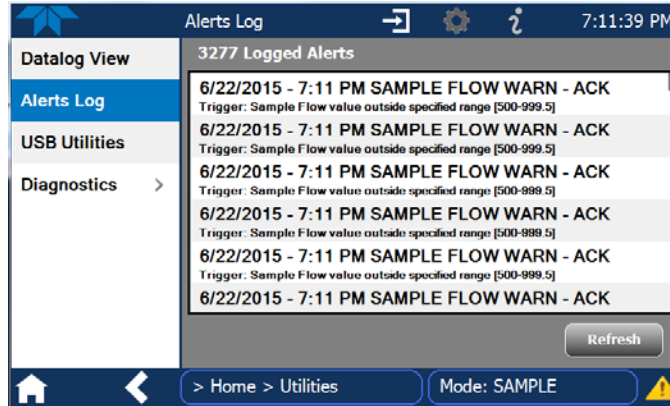 Alerts Log
7:11:39 PM
Datalog View
Alerts Log
USB Utilities
Diagnostics >
3277 Logged Alerts
6/22/2015 - 7:11 PM SAMPLE FLOW WARN - ACK
Trigger: Sample Flow value outside specified range [500-999.5]
6/22/2015 - 7:11 PM SAMPLE FLOW WARN - ACK
Trigger: Sample Flow value outside specified range [500-999.5]
6/22/2015 - 7:11 PM SAMPLE FLOW WARN - ACK
Trigger: Sample Flow value outside specified range [500-999.5]
6/22/2015 - 7:11 PM SAMPLE FLOW WARN - ACK
Trigger: Sample Flow value outside specified range [500-999.5]
6/22/2015 - 7:11 PM SAMPLE FLOW WARN - ACK
Trigger: Sample Flow value outside specified range [500-999.5]
6/22/2015 - 7:11 PM SAMPLE FLOW WARN - ACK
Refresh
> Home > Utilities
Mode: SAMPLE